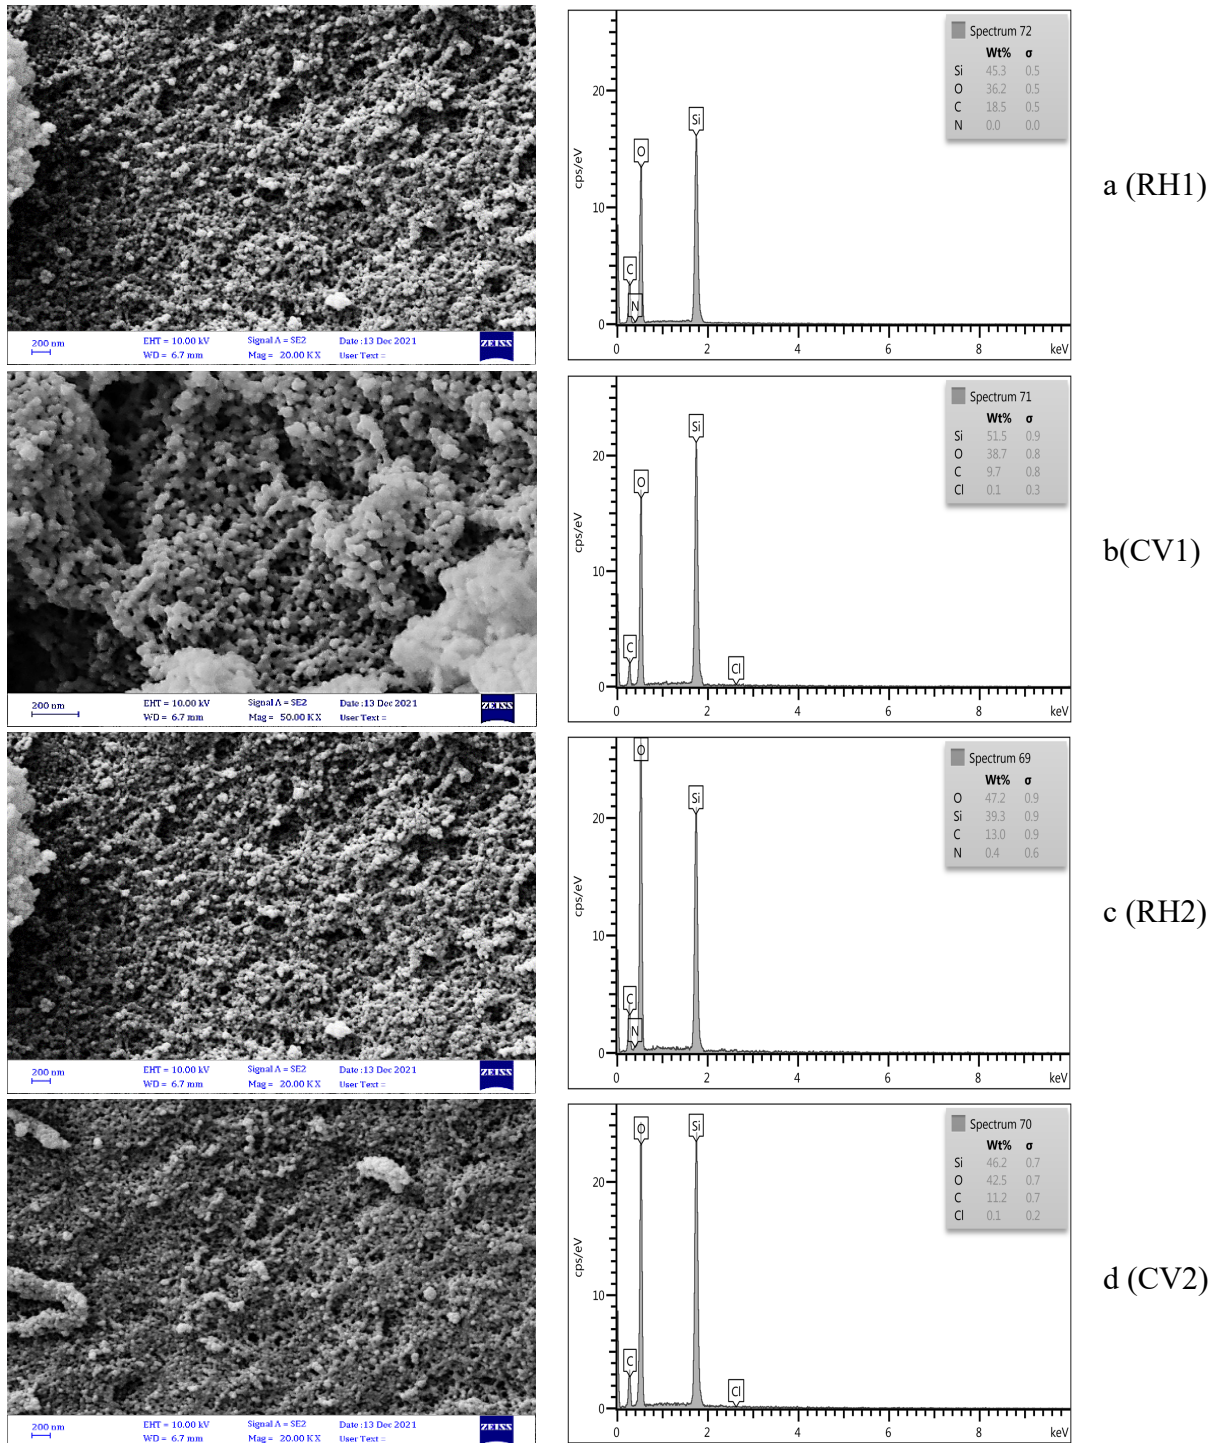 200 nm
EHT = 10.00 kV Signal A = SE2 Date :13 Dec 2021
WD = 6.7 mm Mag = 20.00 K X User Text =
ZEISS
Spectrum 72
Wt% σ
Si 45.3 0.5
O 36.2 0.5
C 18.5 0.5
N 0.0 0.0
20
10
0
cps/eV
C
N
O
Si
0 2 4 6 8 keV
a (RH1)
200 nm
EHT = 10.00 kV Signal A = SE2 Date :13 Dec 2021
WD = 6.7 mm Mag = 50.00 K X User Text =
ZEISS
Spectrum 71
Wt% σ
Si 51.5 0.9
O 38.7 0.8
C 9.7 0.8
Cl 0.1 0.3
20
10
0
cps/eV
C
O
Si
Cl
0 2 4 6 8 keV
b(CV1)
200 nm
EHT = 10.00 kV Signal A = SE2 Date :13 Dec 2021
WD = 6.7 mm Mag = 20.00 K X User Text =
ZEISS
Spectrum 69
Wt% σ
O 47.2 0.9
Si 39.3 0.9
C 13.0 0.9
N 0.4 0.6
20
10
0
cps/eV
C
N
O
Si
0 2 4 6 8 keV
c (RH2)
200 nm
EHT = 10.00 kV Signal A = SE2 Date :13 Dec 2021
WD = 6.7 mm Mag = 20.00 K X User Text =
ZEISS
Spectrum 70
Wt% σ
Si 46.2 0.7
O 42.5 0.7
C 11.2 0.7
Cl 0.1 0.2
20
10
0
cps/eV
C
O
Si
Cl
0 2 4 6 8 keV
d (CV2)